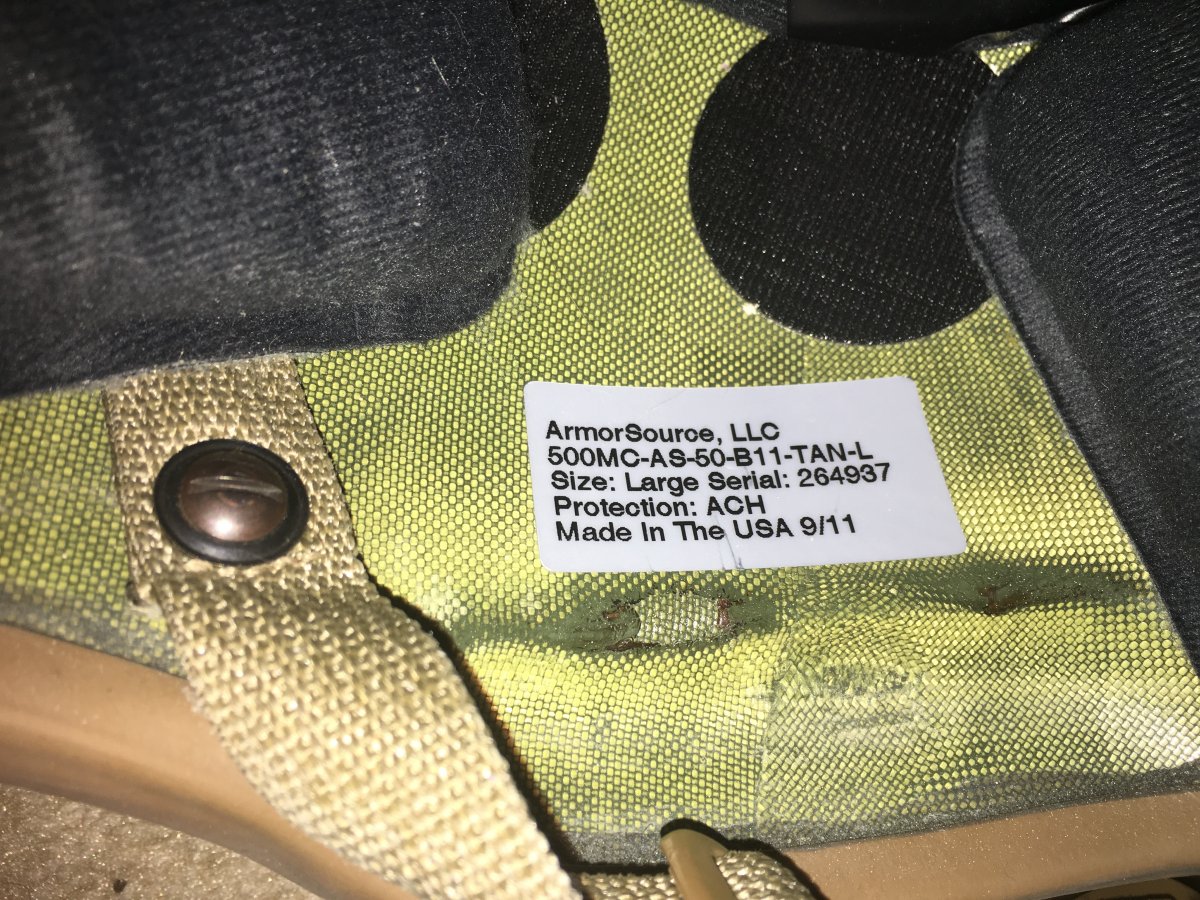 ArmorSource, LLC
500MC-AS-50-B11-TAN-L
Size: Large Serial: 264937
Protection: ACH
Made In The USA 9/11